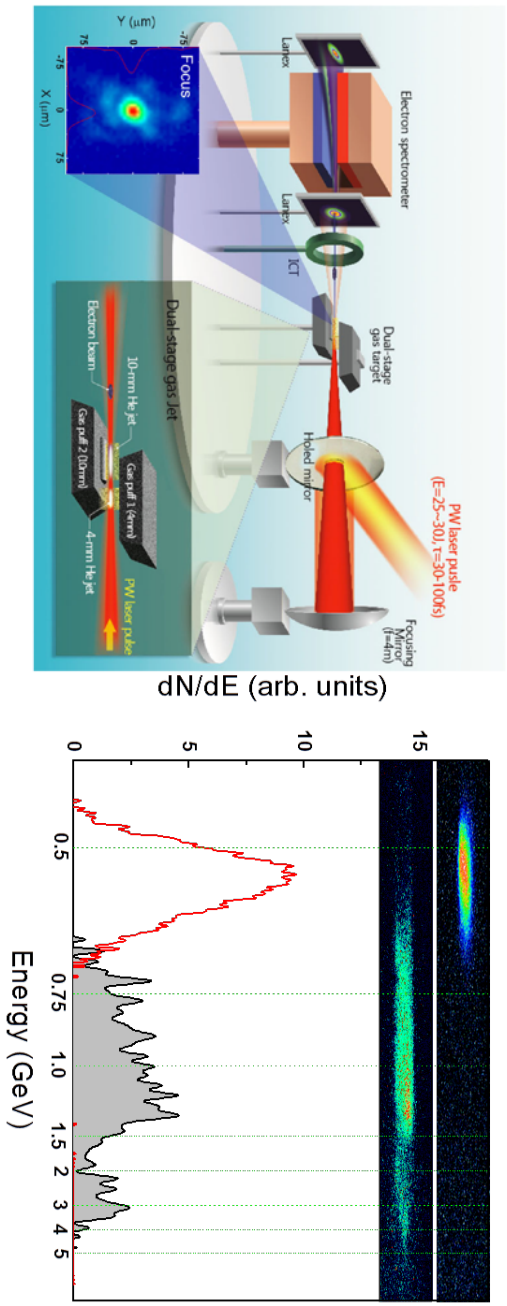 PW laser pusle
(E=25~30J, τ=30-100fs)
Focusing
Mirror
(f=4m)
Holed mirror
Dual-stage
gas target
ICT
Lanex
Electron spectrometer
Lanex
Focus
Y (μm)
-75
0
75
X (μm)
-75
0
75
Dual-stage gas Jet
10-mm He jet
Electron beam
Gas puff 1 (4mm)
Gas puff 2 (10mm)
4-mm He jet
PW laser pulse
dN/dE (arb. units)
0
5
10
15
0.5
0.75
1.0
1.5
2
3
4
5
Energy (GeV)